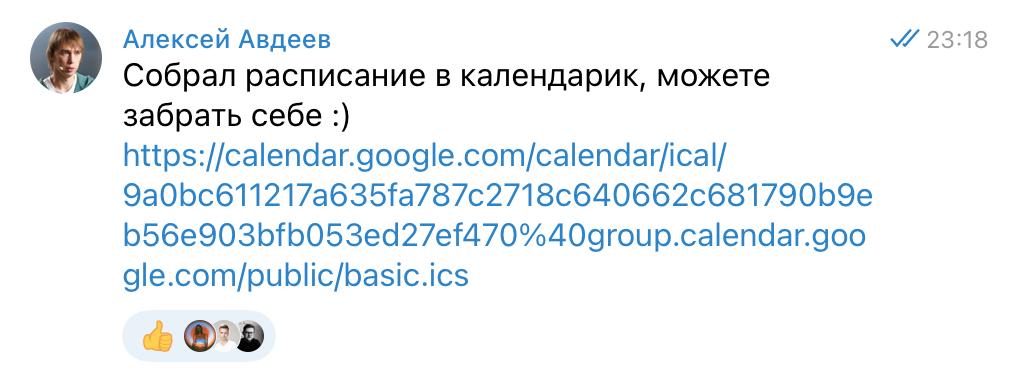 Алексей Авдеев 23:18
Собрал расписание в календарик, можете
забрать себе :)
https://calendar.google.com/calendar/ical/
9a0bc611217a635fa787c2718c640662c681790b9e
b56e903bfb053ed27ef470%40group.calendar.goo
gle.com/public/basic.ics